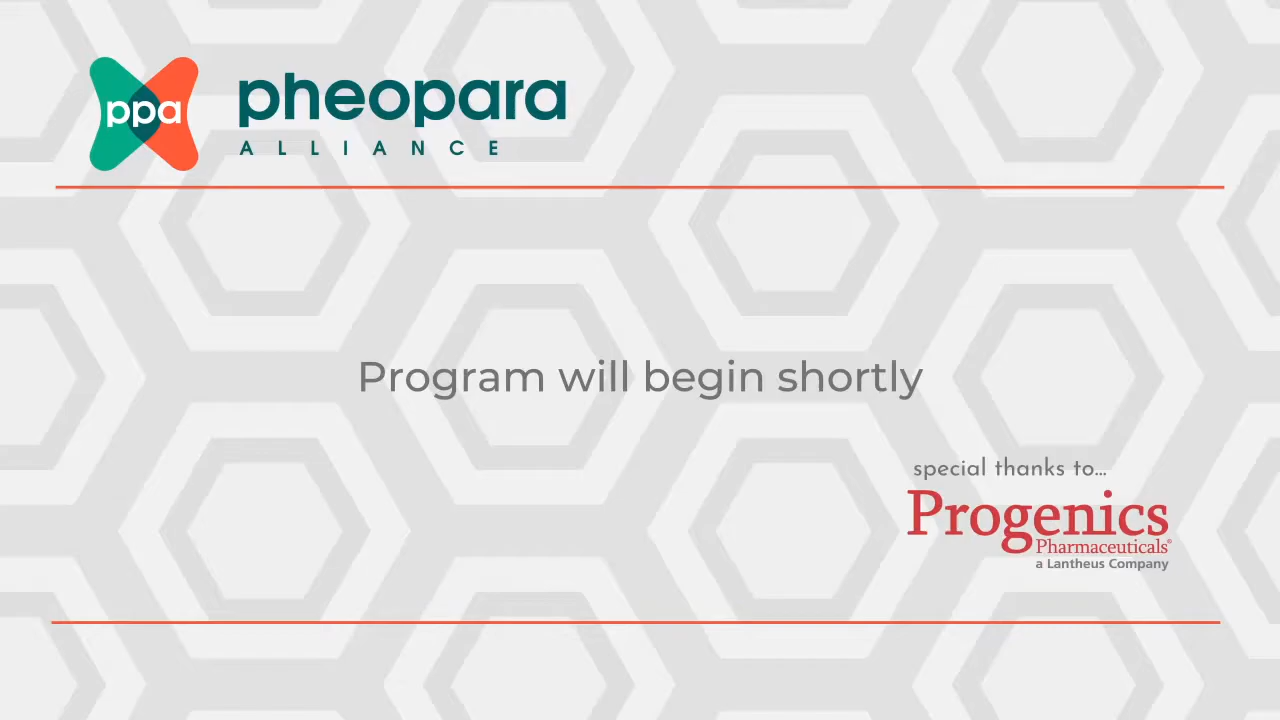 ppa
pheopara
ALLIANCE
Program will begin shortly
special thanks to...
Progenics
Pharmaceuticals®
a Lantheus Company